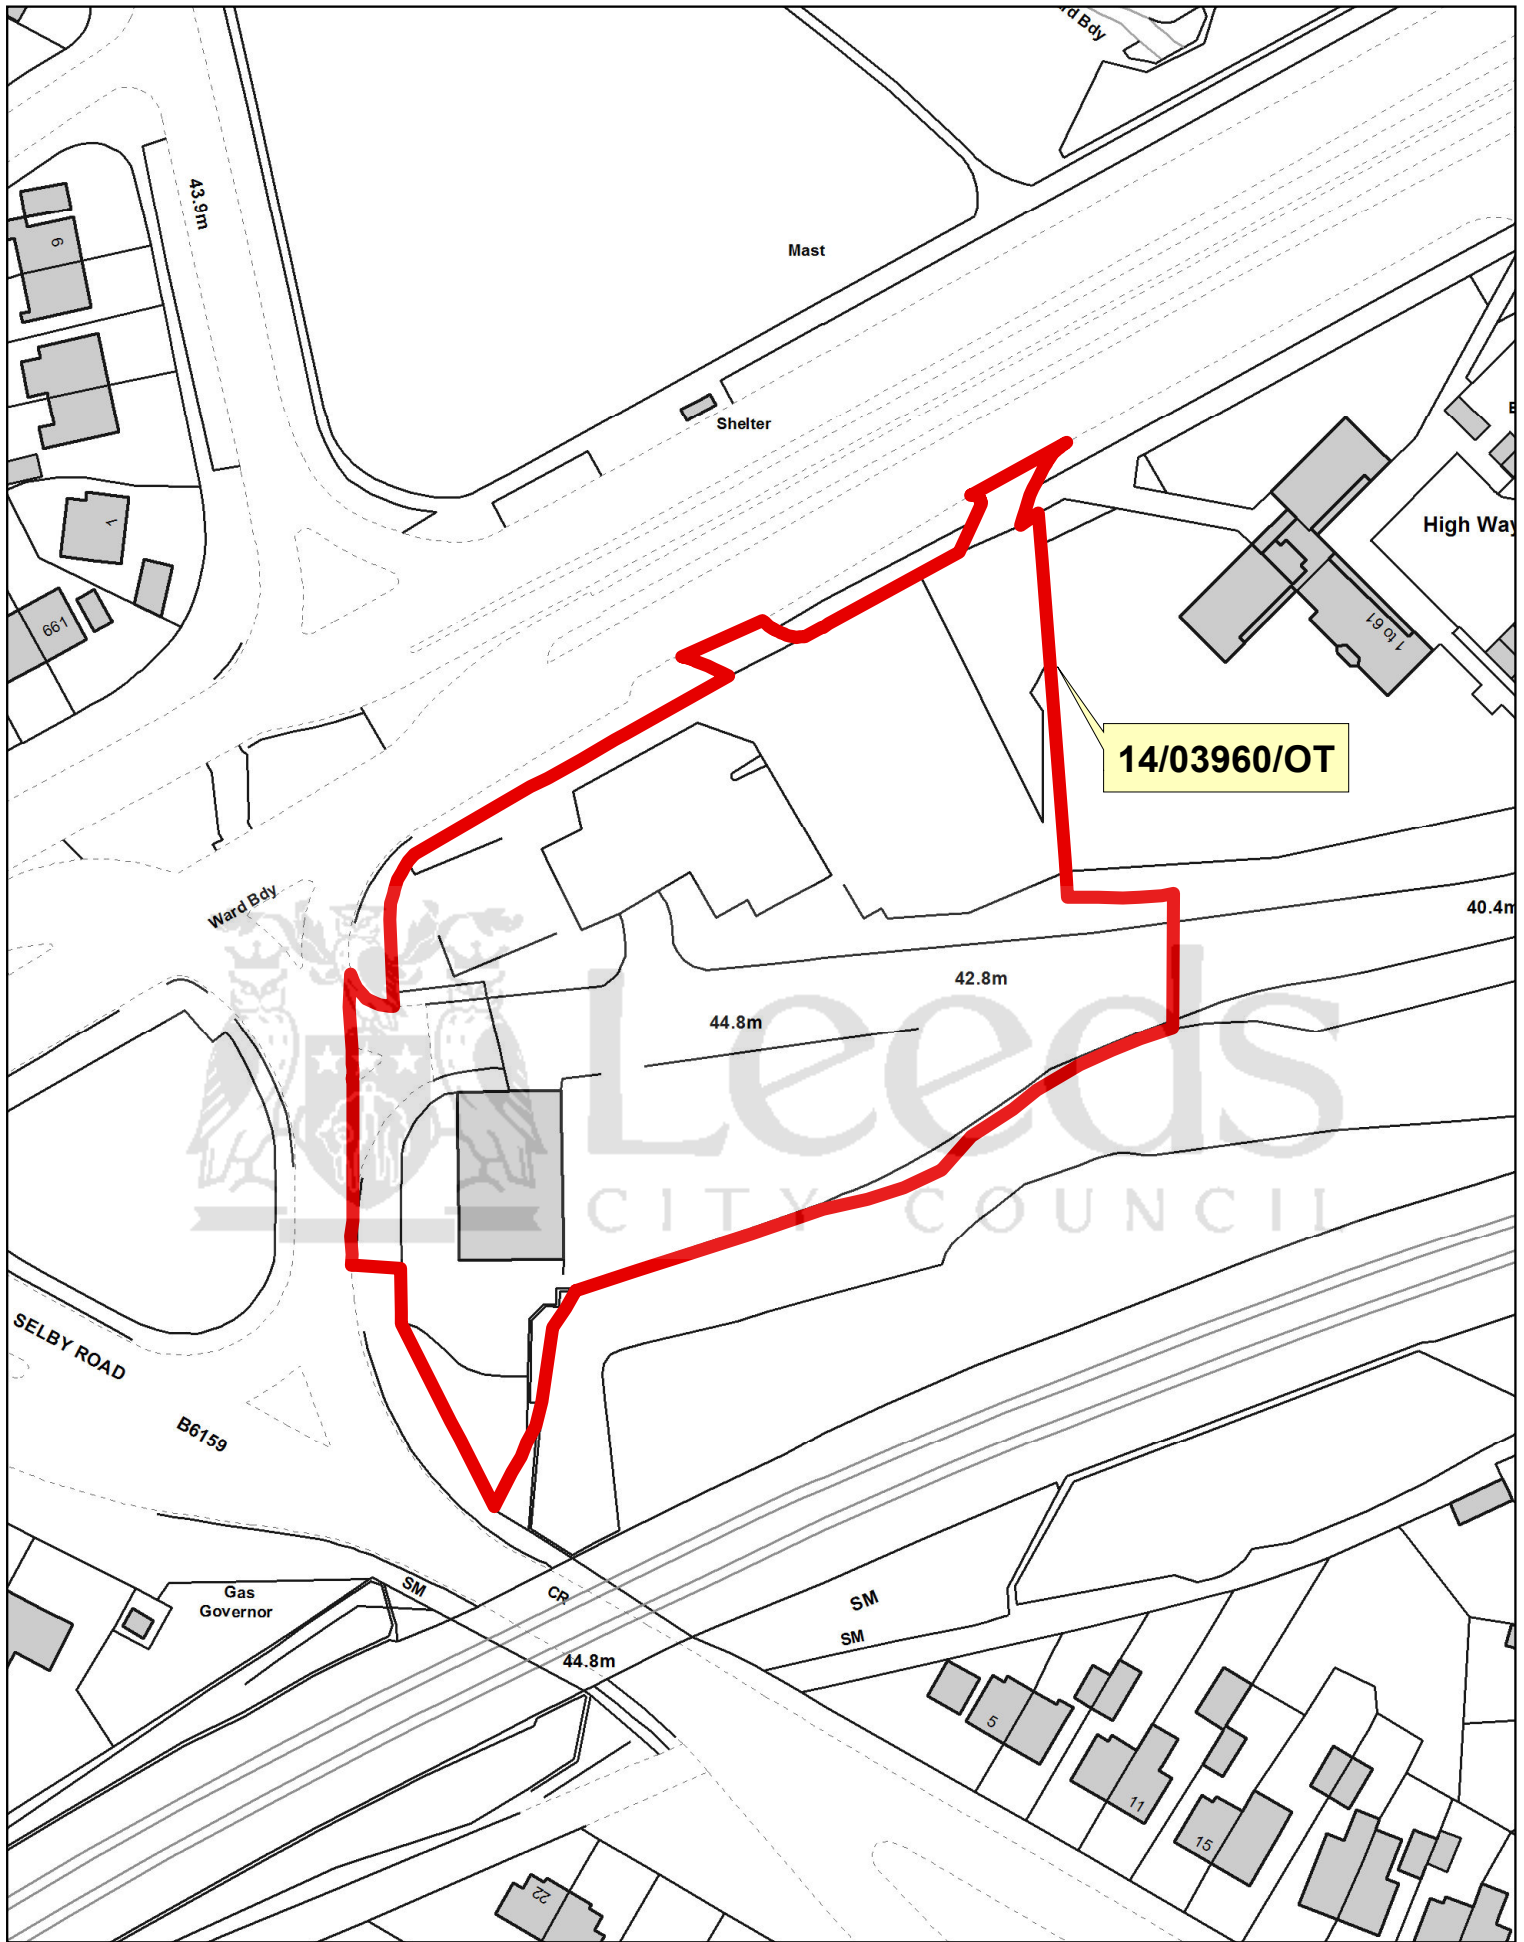 rd Bdy
43.9m
Mast
9
Shelter
1
High Way
661
1 to 61
14/03960/OT
Ward Bdy
40.4m
42.8m
44.8m
Leeds
CITY COUNCIL
SELBY ROAD
B6159
SM
CR
Gas
Governor
SM
SM
44.8m
5
11
15
22